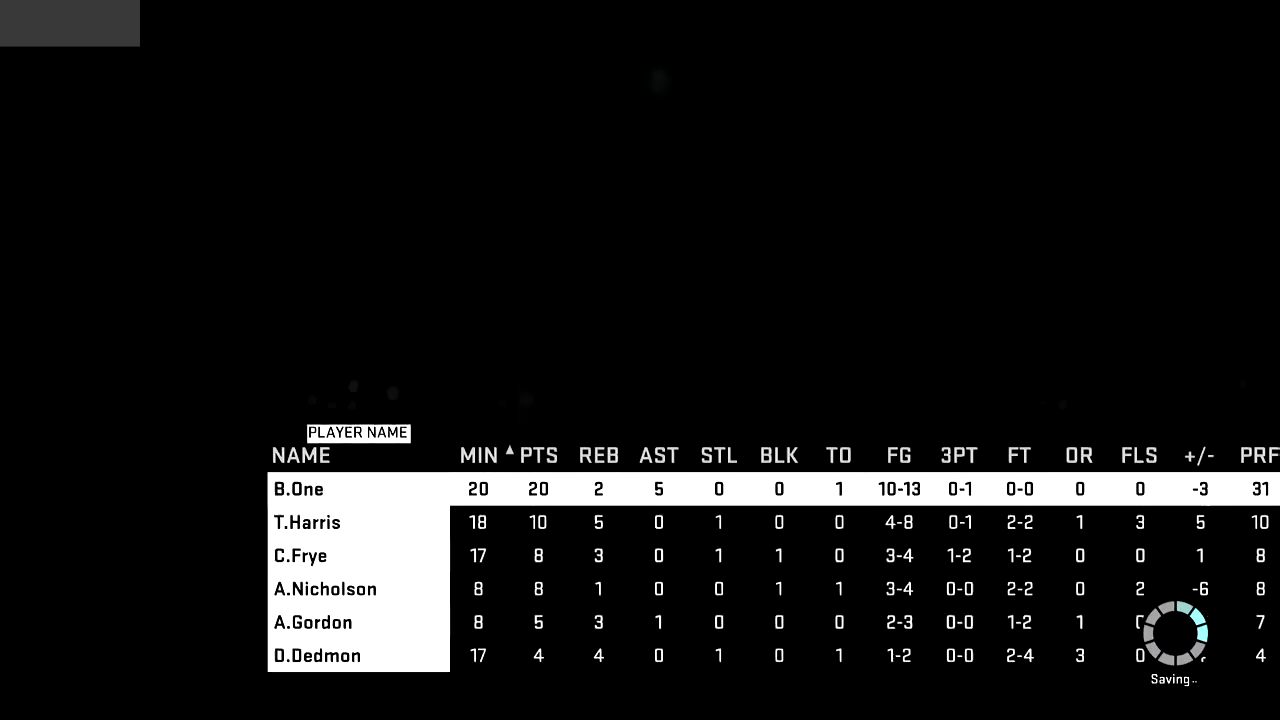 PLAYER NAME
NAME MIN ▲ PTS REB AST STL BLK TO FG 3PT FT OR FLS +/- PRF
B.One 20 20 2 5 0 0 1 10-13 0-1 0-0 0 0 -3 31
T.Harris 18 10 5 0 1 0 0 4-8 0-1 2-2 1 3 5 10
C.Frye 17 8 3 0 1 1 0 3-4 1-2 1-2 0 0 1 8
A.Nicholson 8 8 1 0 0 1 1 3-4 0-0 2-2 0 2 -6 8
A.Gordon 8 5 3 1 0 0 0 2-3 0-0 1-2 1 7
D.Dedmon 17 4 4 0 1 0 1 1-2 0-0 2-4 3 0 4
Saving..